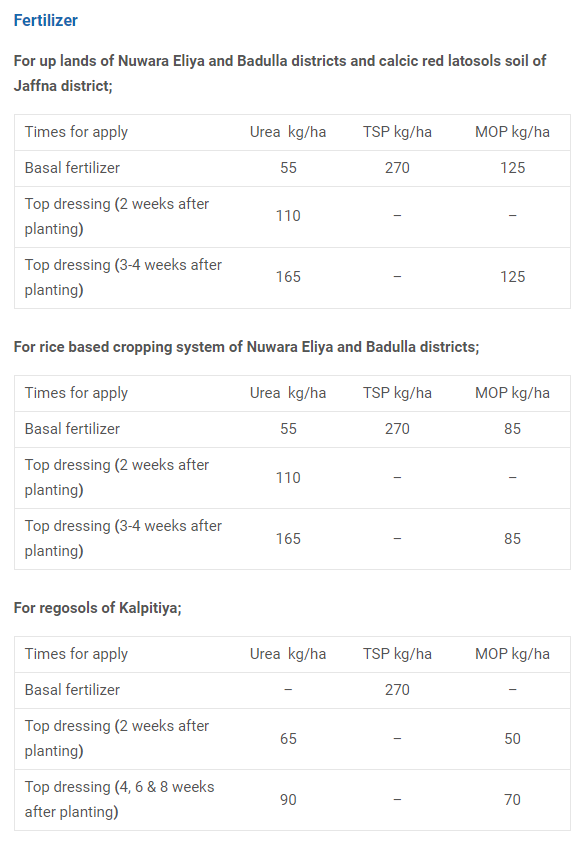 Fertilizer
For up lands of Nuwara Eliya and Badulla districts and calcic red latosols soil of
Jaffna district;
Times for apply Urea kg/ha TSP kg/ha MOP kg/ha
Basal fertilizer 55 270 125
Top dressing (2 weeks after
planting) 110 – –
Top dressing (3-4 weeks after
planting) 165 – 125
For rice based cropping system of Nuwara Eliya and Badulla districts;
Times for apply Urea kg/ha TSP kg/ha MOP kg/ha
Basal fertilizer 55 270 85
Top dressing (2 weeks after
planting) 110 – –
Top dressing (3-4 weeks after
planting) 165 – 85
For regosols of Kalpitiya;
Times for apply Urea kg/ha TSP kg/ha MOP kg/ha
Basal fertilizer – 270 –
Top dressing (2 weeks after
planting) 65 – 50
Top dressing (4, 6 & 8 weeks
after planting) 90 – 70